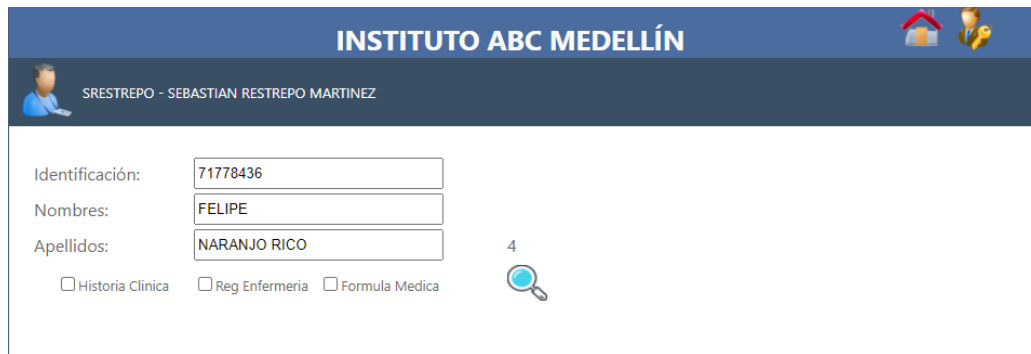 INSTITUTO ABC MEDELLÍN
SRESTREPO - SEBASTIAN RESTREPO MARTINEZ
Identificación: 71778436
Nombres: FELIPE
Apellidos: NARANJO RICO 4
Historia Clinica Reg Enfermeria Formula Medica